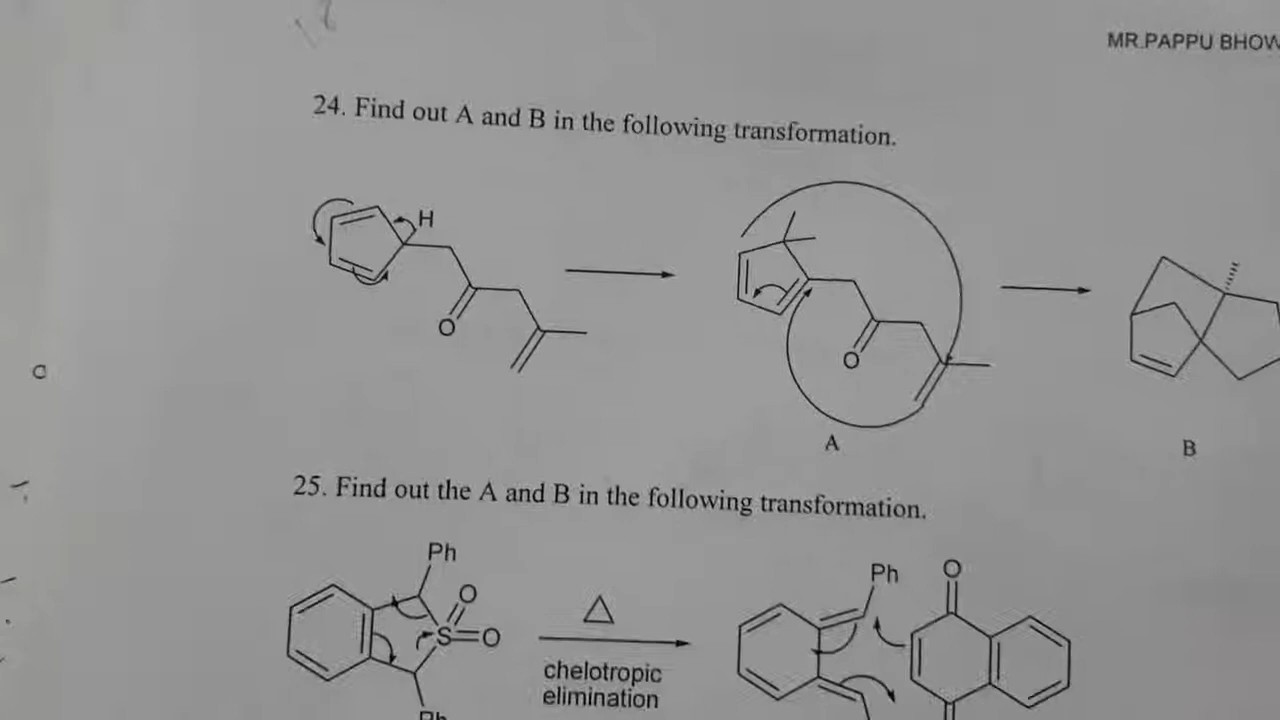 MR.PAPPU BHOW
24. Find out A and B in the following transformation.
H
O
O
A
B
25. Find out the A and B in the following transformation.
Ph
O
S=O
Ph
chelotropic
elimination
Ph
O